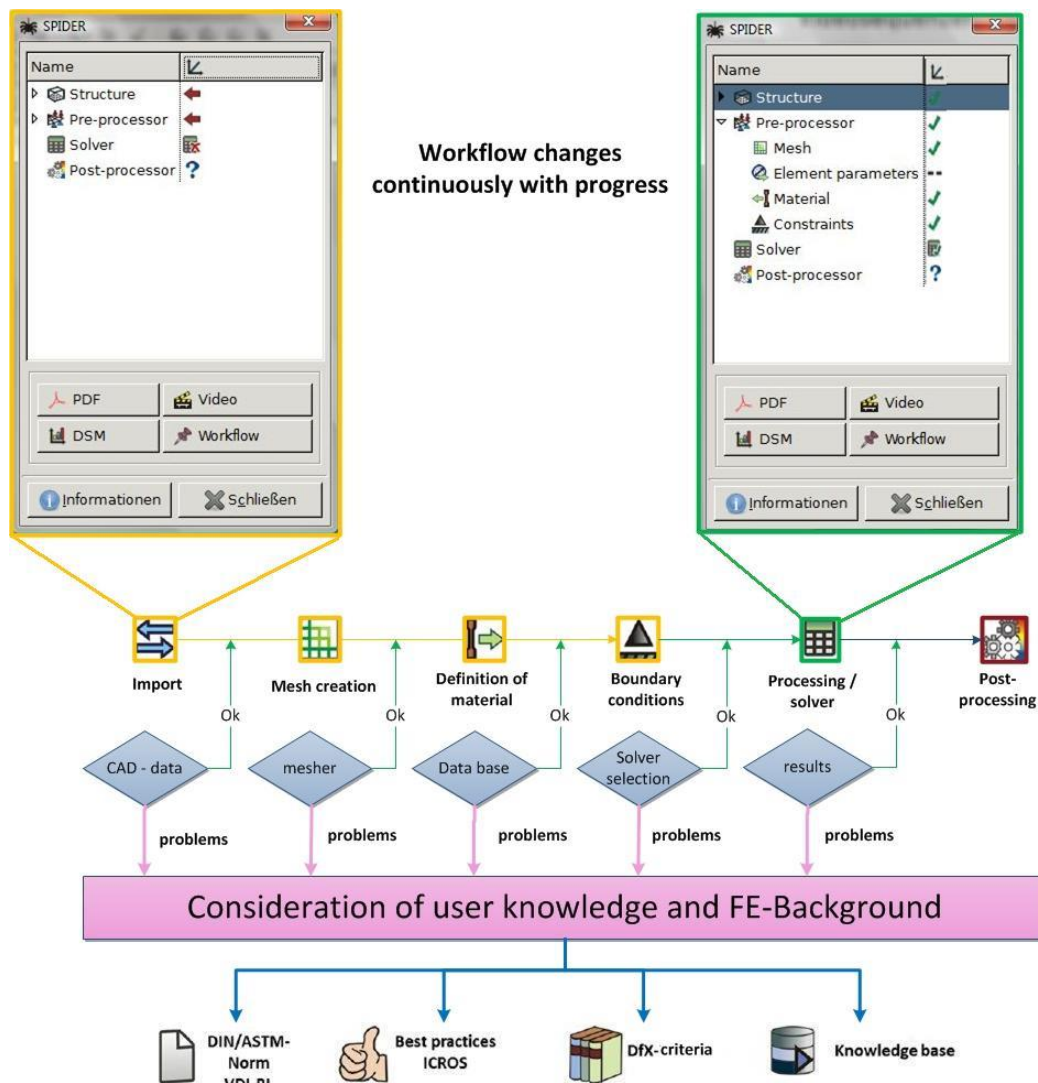 SPIDER
Name
Structure
Pre-processor
Solver
Post-processor ?
PDF
Video
DSM
Workflow
Informationen
Schließen
Workflow changes
continuously with progress
SPIDER
Name
Structure
Pre-processor
Mesh
Element parameters --
Material
Constraints
Solver
Post-processor ?
PDF
Video
DSM
Workflow
Informationen
Schließen
Import
Mesh creation
Definition of
material
Boundary
conditions
Processing /
solver
Post-
processing
Ok
Ok
Ok
Ok
Ok
CAD - data
mesher
Data base
Solver
selection
results
problems
problems
problems
problems
problems
Consideration of user knowledge and FE-Background
DIN/ASTM-
Norm
Best practices
ICROS
DfX-criteria
Knowledge base